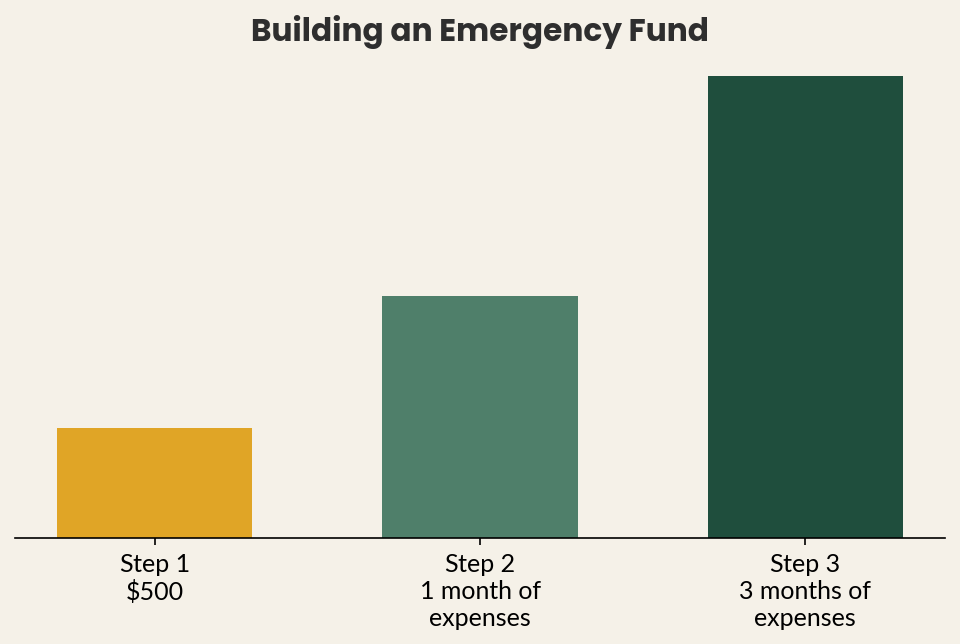 Building an Emergency Fund
Step 1
$500
Step 2
1 month of
expenses
Step 3
3 months of
expenses